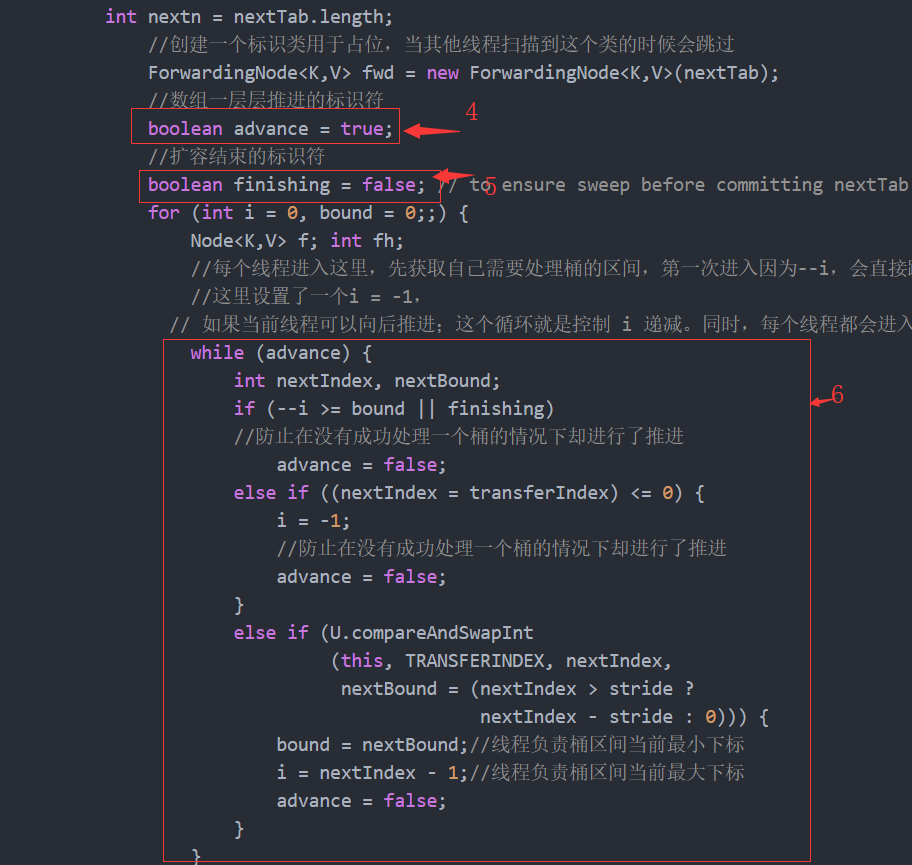 int nextn = nextTab.length;
//创建一个标识类用于占位，当其他线程扫描到这个类的时候会跳过
ForwardingNode<K,V> fwd = new ForwardingNode<K,V>(nextTab);
//数组一层层推进的标识符
boolean advance = true;
4
//扩容结束的标识符
boolean finishing = false; // to ensure sweep before committing nextTab
5
for (int i = 0, bound = 0;;) {
Node<K,V> f; int fh;
//每个线程进入这里，先获取自己需要处理桶的区间，第一次进入因为--i，会直接
//这里设置了一个i = -1，
// 如果当前线程可以向后推进；这个循环就是控制 i 递减。同时，每个线程都会进入
while (advance) {
int nextIndex, nextBound;
6
if (--i >= bound || finishing)
//防止在没有成功处理一个桶的情况下却进行了推进
advance = false;
else if ((nextIndex = transferIndex) <= 0) {
i = -1;
//防止在没有成功处理一个桶的情况下却进行了推进
advance = false;
}
else if (U.compareAndSwapInt
(this, TRANSFERINDEX, nextIndex,
nextBound = (nextIndex > stride ?
nextIndex - stride : 0))) {
bound = nextBound;//线程负责桶区间当前最小下标
i = nextIndex - 1;//线程负责桶区间当前最大下标
advance = false;
}
}